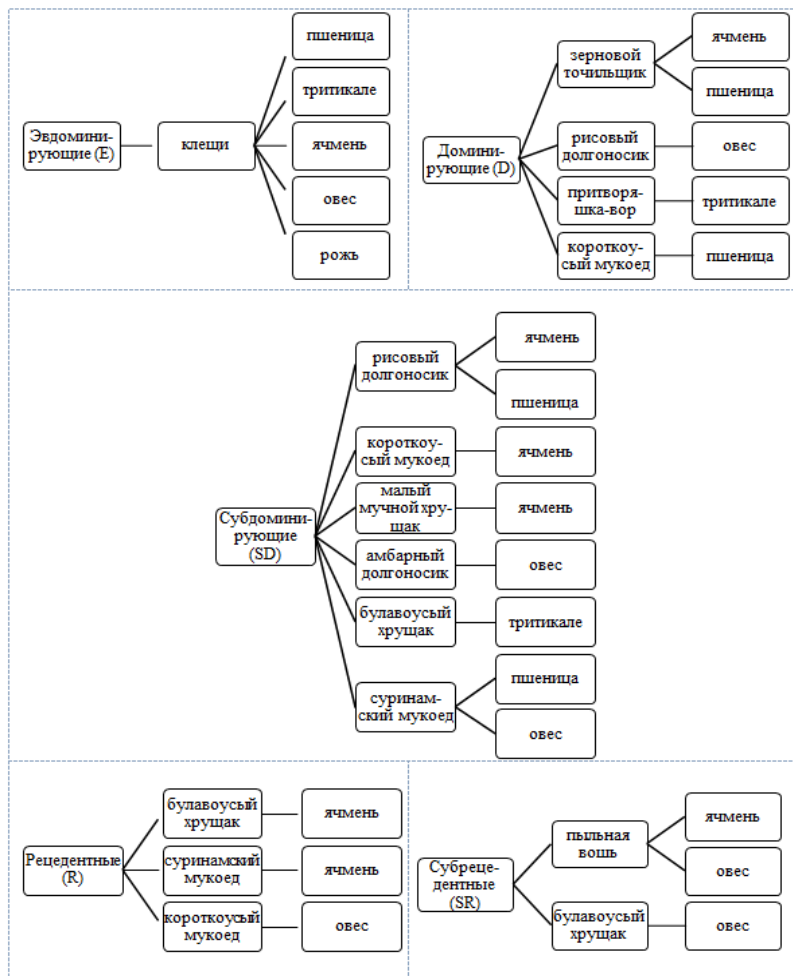 Эвдомини-
рующие (E)
клещи
пшеница
тритикале
ячмень
овес
рожь
Домини-
рующие (D)
зерновой
точильщик
ячмень
пшеница
рисовый
долгоносик
овес
притворя-
шка-вор
тритикале
короткоу-
сый мукоед
пшеница
Субдомини-
рующие
(SD)
рисовый
долгоносик
ячмень
пшеница
короткоу-
сый мукоед
ячмень
малый
мучной хру-
щак
ячмень
амбарный
долгоносик
овес
булавоусый
хрущак
тритикале
суринам-
ский мукоед
пшеница
овес
Рецедентные
(R)
булавоусый
хрущак
ячмень
суринамский
мукоед
ячмень
короткоусый
мукоед
овес
Субреце-
дентные
(SR)
пыльная
вошь
ячмень
овес
булавоусый
хрущак
овес